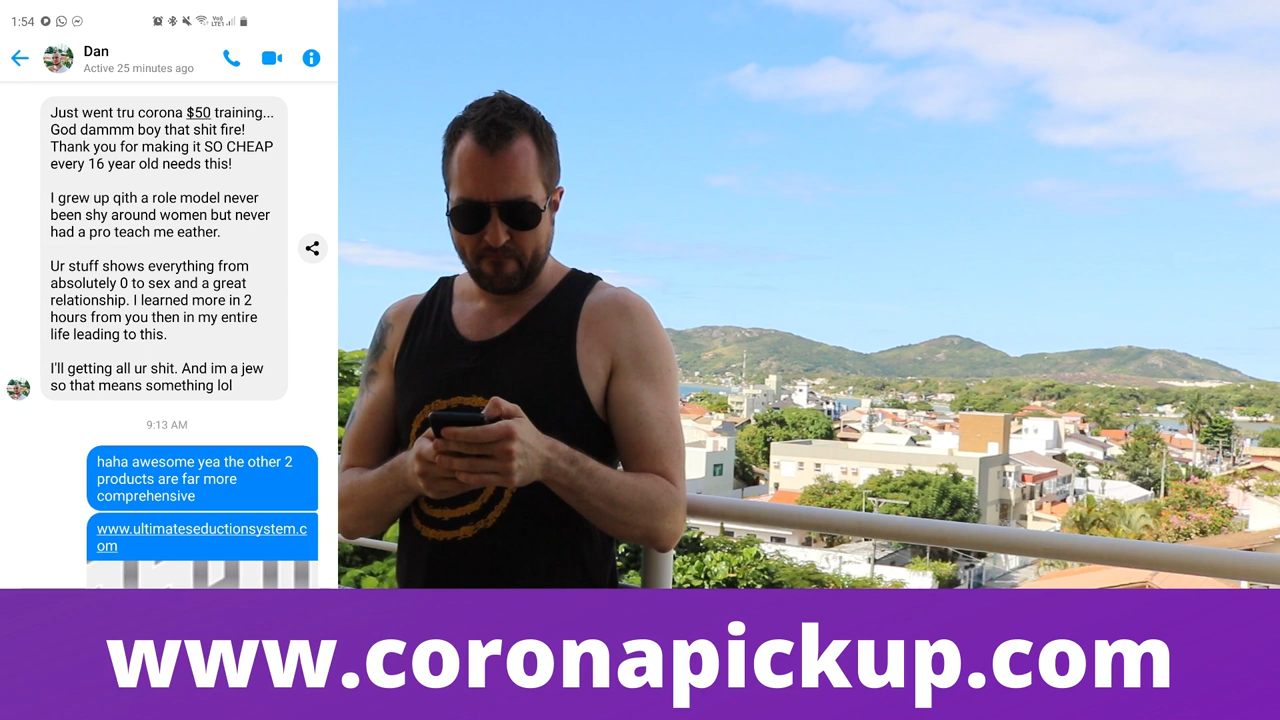 1:54
Vo)) LTE1
Dan
Active 25 minutes ago
Just went tru corona $50 training...
God dammm boy that shit fire!
Thank you for making it SO CHEAP
every 16 year old needs this!
I grew up qith a role model never
been shy around women but never
had a pro teach me eather.
Ur stuff shows everything from
absolutely 0 to sex and a great
relationship. I learned more in 2
hours from you then in my entire
life leading to this.
I'll getting all ur shit. And im a jew
so that means something lol
9:13 AM
haha awesome yea the other 2
products are far more
comprehensive
www.ultimateseductionsystem.c
om
www.coronapickup.com